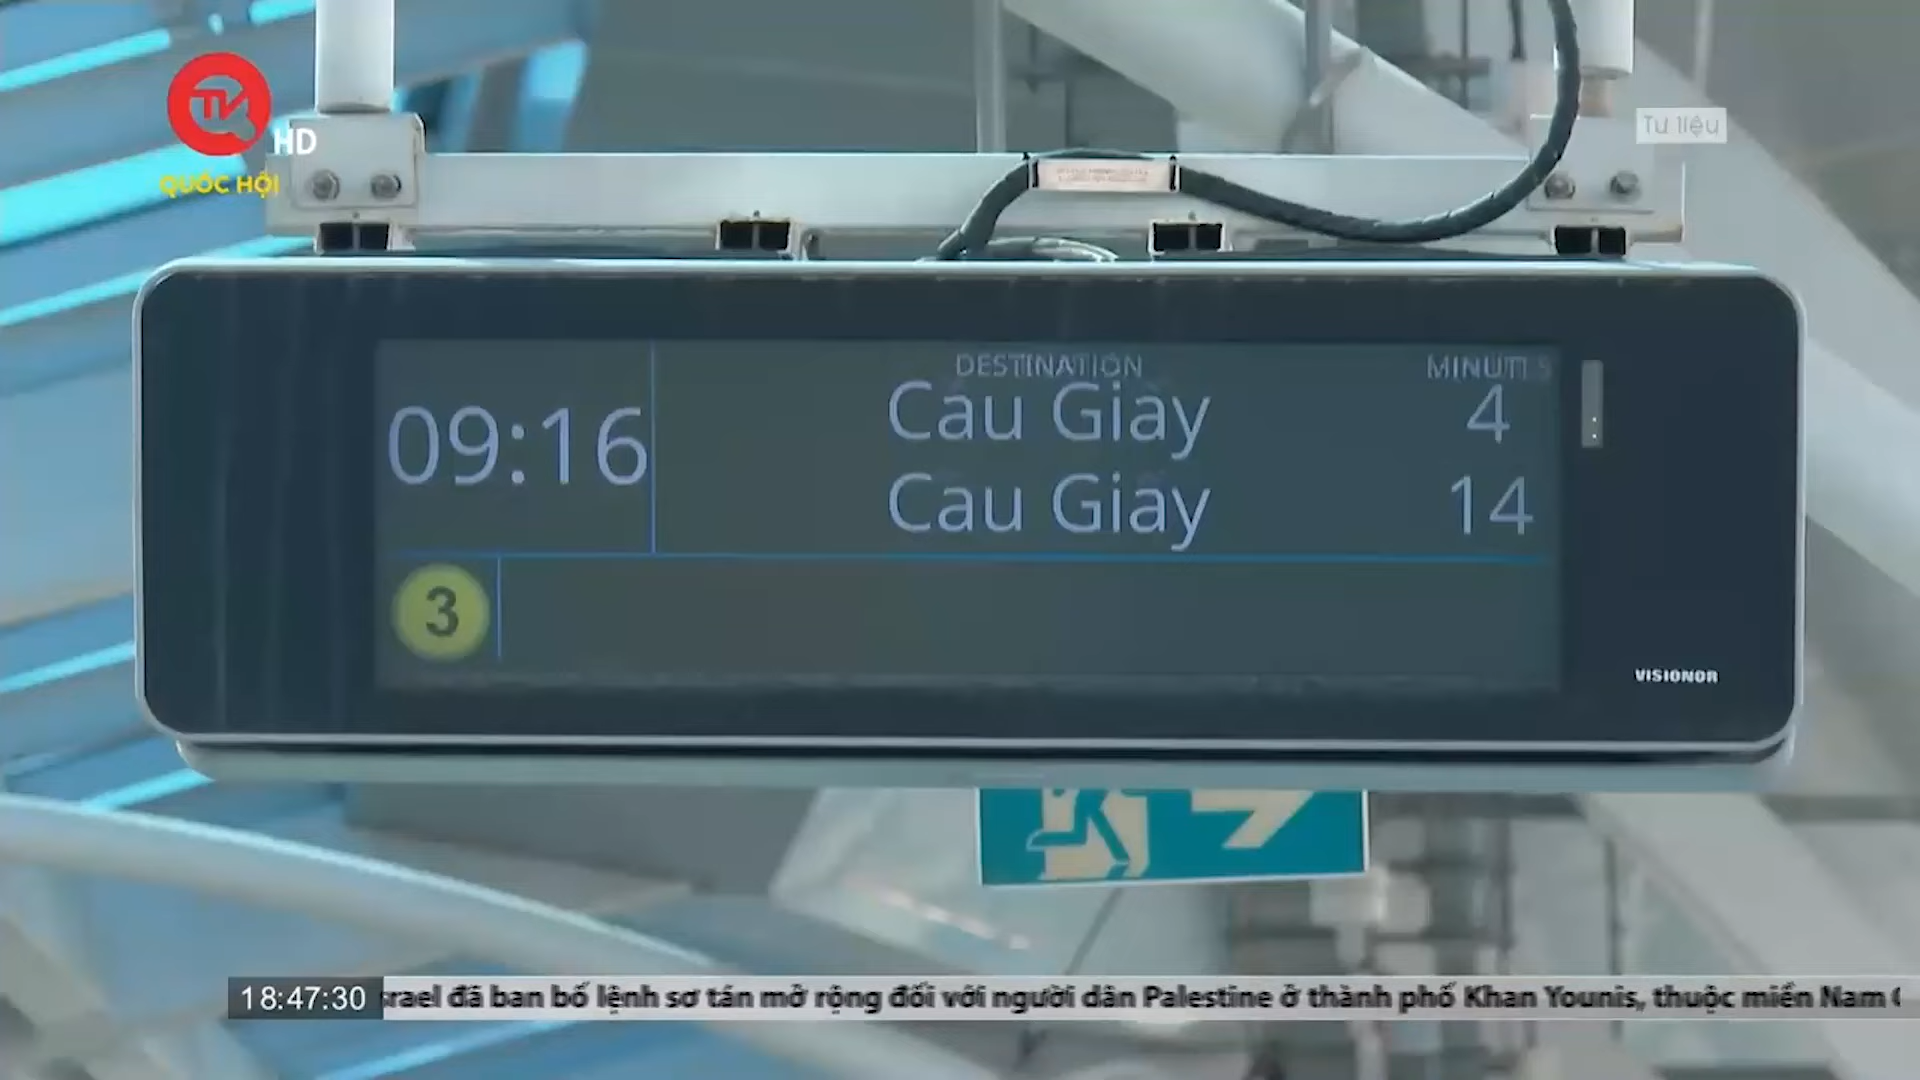 HD
QUỐC HỘI
Tư liệu
DESTINATION
MINUTES
09:16
Cau Giay
4
Cau Giay
14
3
VISIONOR
18:47:30
srael đã ban bố lệnh sơ tán mở rộng đối với người dân Palestine ở thành phố Khan Younis, thuộc miền Nam